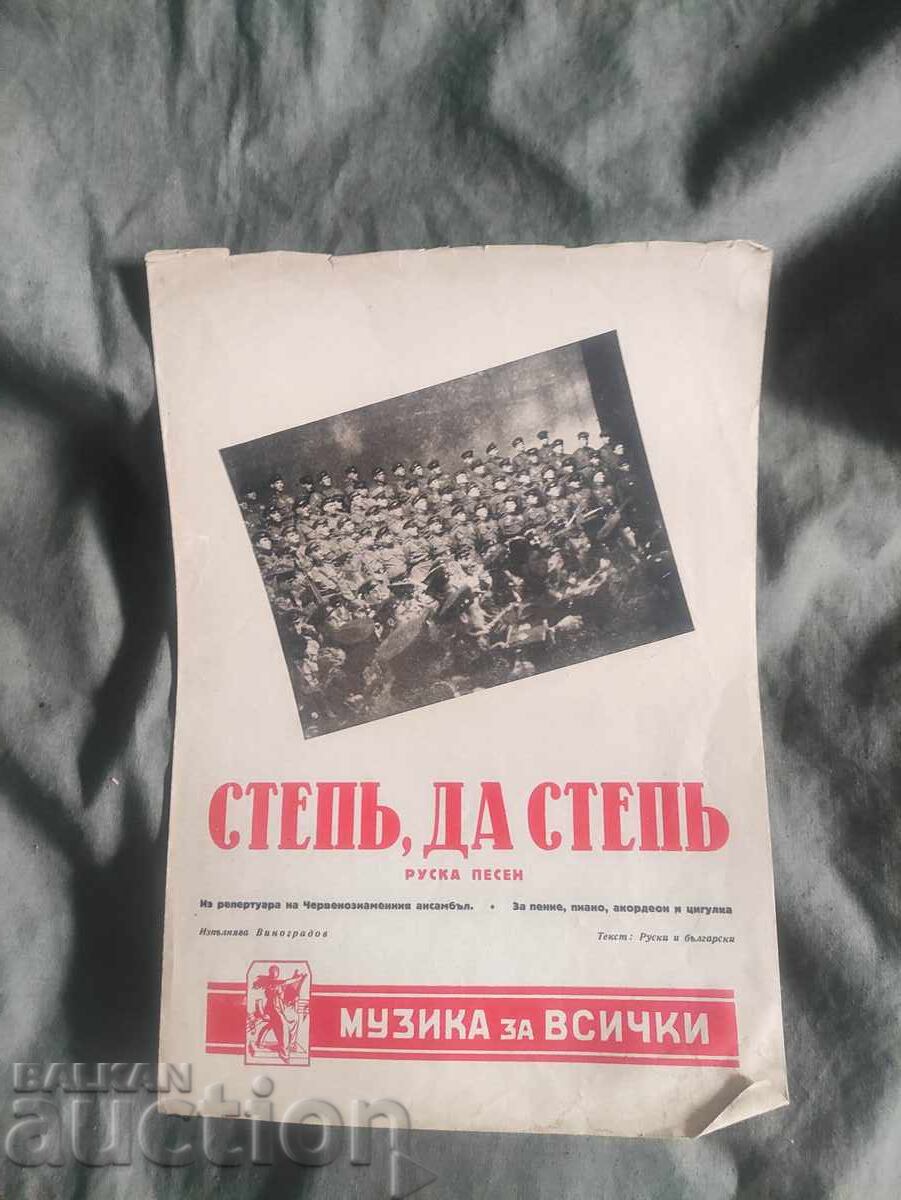 СТЕПЬ, ДА СТЕПЬ
РУСКА ПЕСЕН
Из репертуара на Червенознаменния ансамбъл. • За пение, пиано, акордеон и цигулка
Изпълнява Виноградов Текст: Руски и български
МУЗИКА ЗА ВСИЧКИ
BALKAN
auction